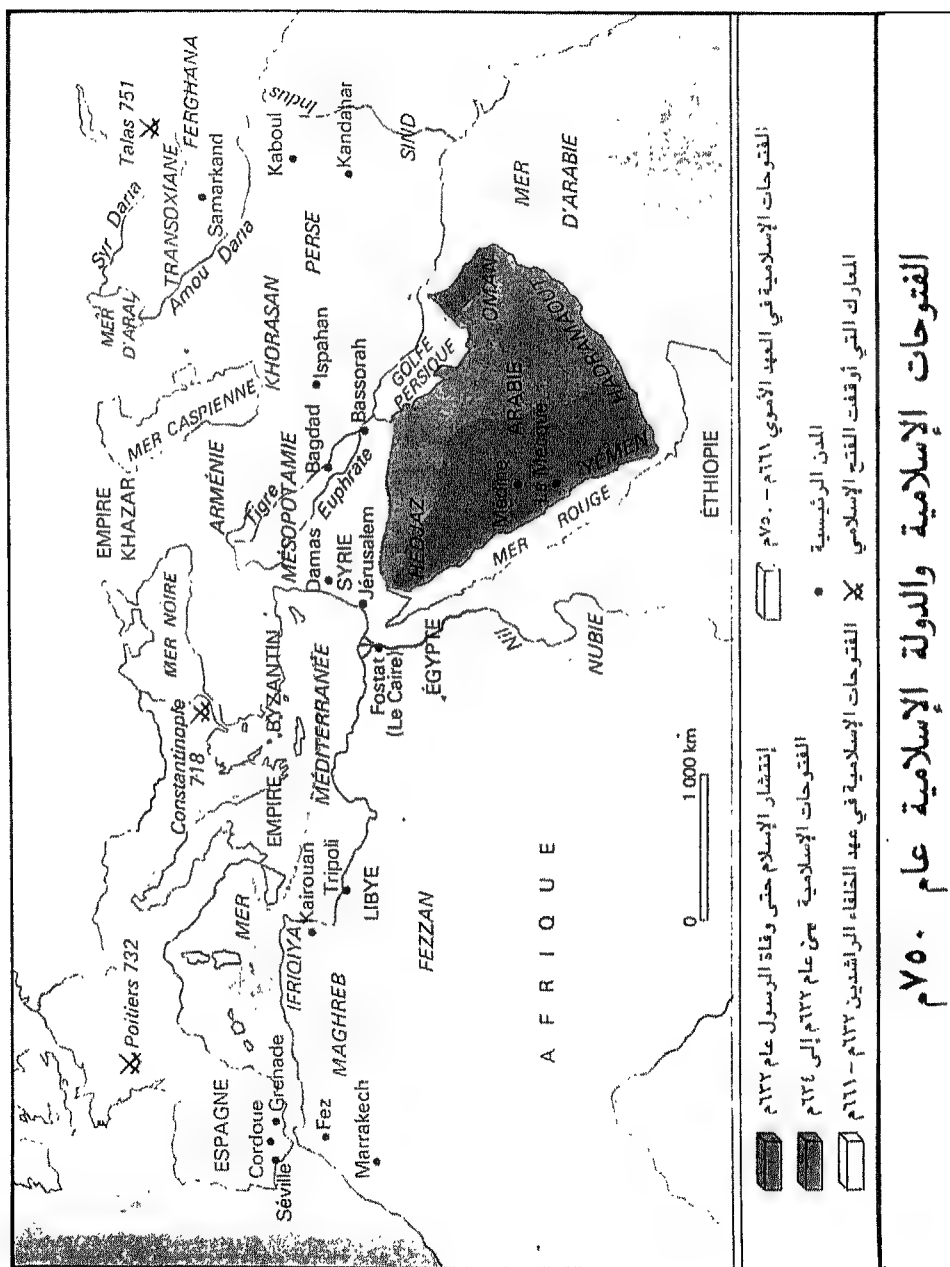 Poitiers 732
Constantinople
718
MER NOIRE
EMPIRE
KHAZAR
MER CASPIENNE
MER
D'ARAL
Syr Daria
Talas 751
TRANSOXIANE
FERGHANA
Samarkand
Amou Daria
ARMÉNIE
KHORASAN
ESPAGNE
Cordoue
Séville
Grenade
MER
MÉDITERRANÉE
EMPIRE
BYZANTIN
Tigre
MÉSOPOTAMIE
Euphrate
Bagdad
Ispahan
PERSE
Kaboul
Kandahar
Indus
Damas
SYRIE
Jérusalem
Bassorah
GOLFE
PERSIQUE
SIND
Fez
Marrakech
MAGHREB
IFRIQIYA
Kairouan
Tripoli
LIBYE
FEZZAN
Fostat
(Le Caire)
ÉGYPTE
Nil
NUBIE
HEDJAZ
Médine
ARABIE
La Mecque
OMAN
HADRAMAOUT
YÉMEN
MER
ROUGE
MER
D'ARABIE
AFRIQUE
ÉTHIOPIE
0 1 000 km
إنتشار الإسلام حتى وفاة الرسول عام ٦٣٢م
الفتوحات الإسلامية من عام ٦٣٢م إلى ٦٣٤م
الفتوحات الإسلامية في عهد الخلفاء الراشدين ٦٣٢م - ٦٦١م
الفتوحات الإسلامية في العهد الأموي ٦٦١م - ٧٥٠م
المدن الرئيسية
المعارك التي أوقفت الفتح الإسلامي
الفتوحات الإسلامية والدولة الإسلامية عام ٧٥٠م